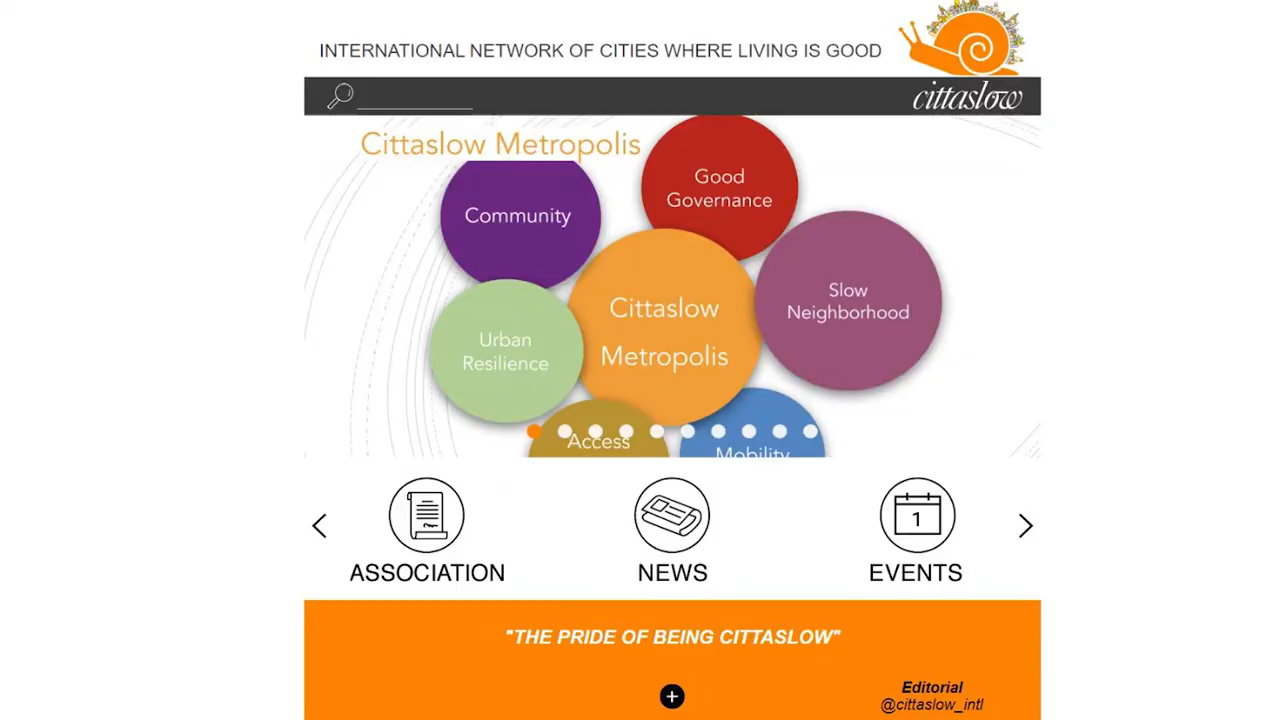 INTERNATIONAL NETWORK OF CITIES WHERE LIVING IS GOOD
cittaslow
Cittaslow Metropolis
Good
Governance
Community
Slow
Neighborhood
Cittaslow
Metropolis
Urban
Resilience
Access
Mobility
1
ASSOCIATION
NEWS
EVENTS
"THE PRIDE OF BEING CITTASLOW"
Editorial
@cittaslow_intl